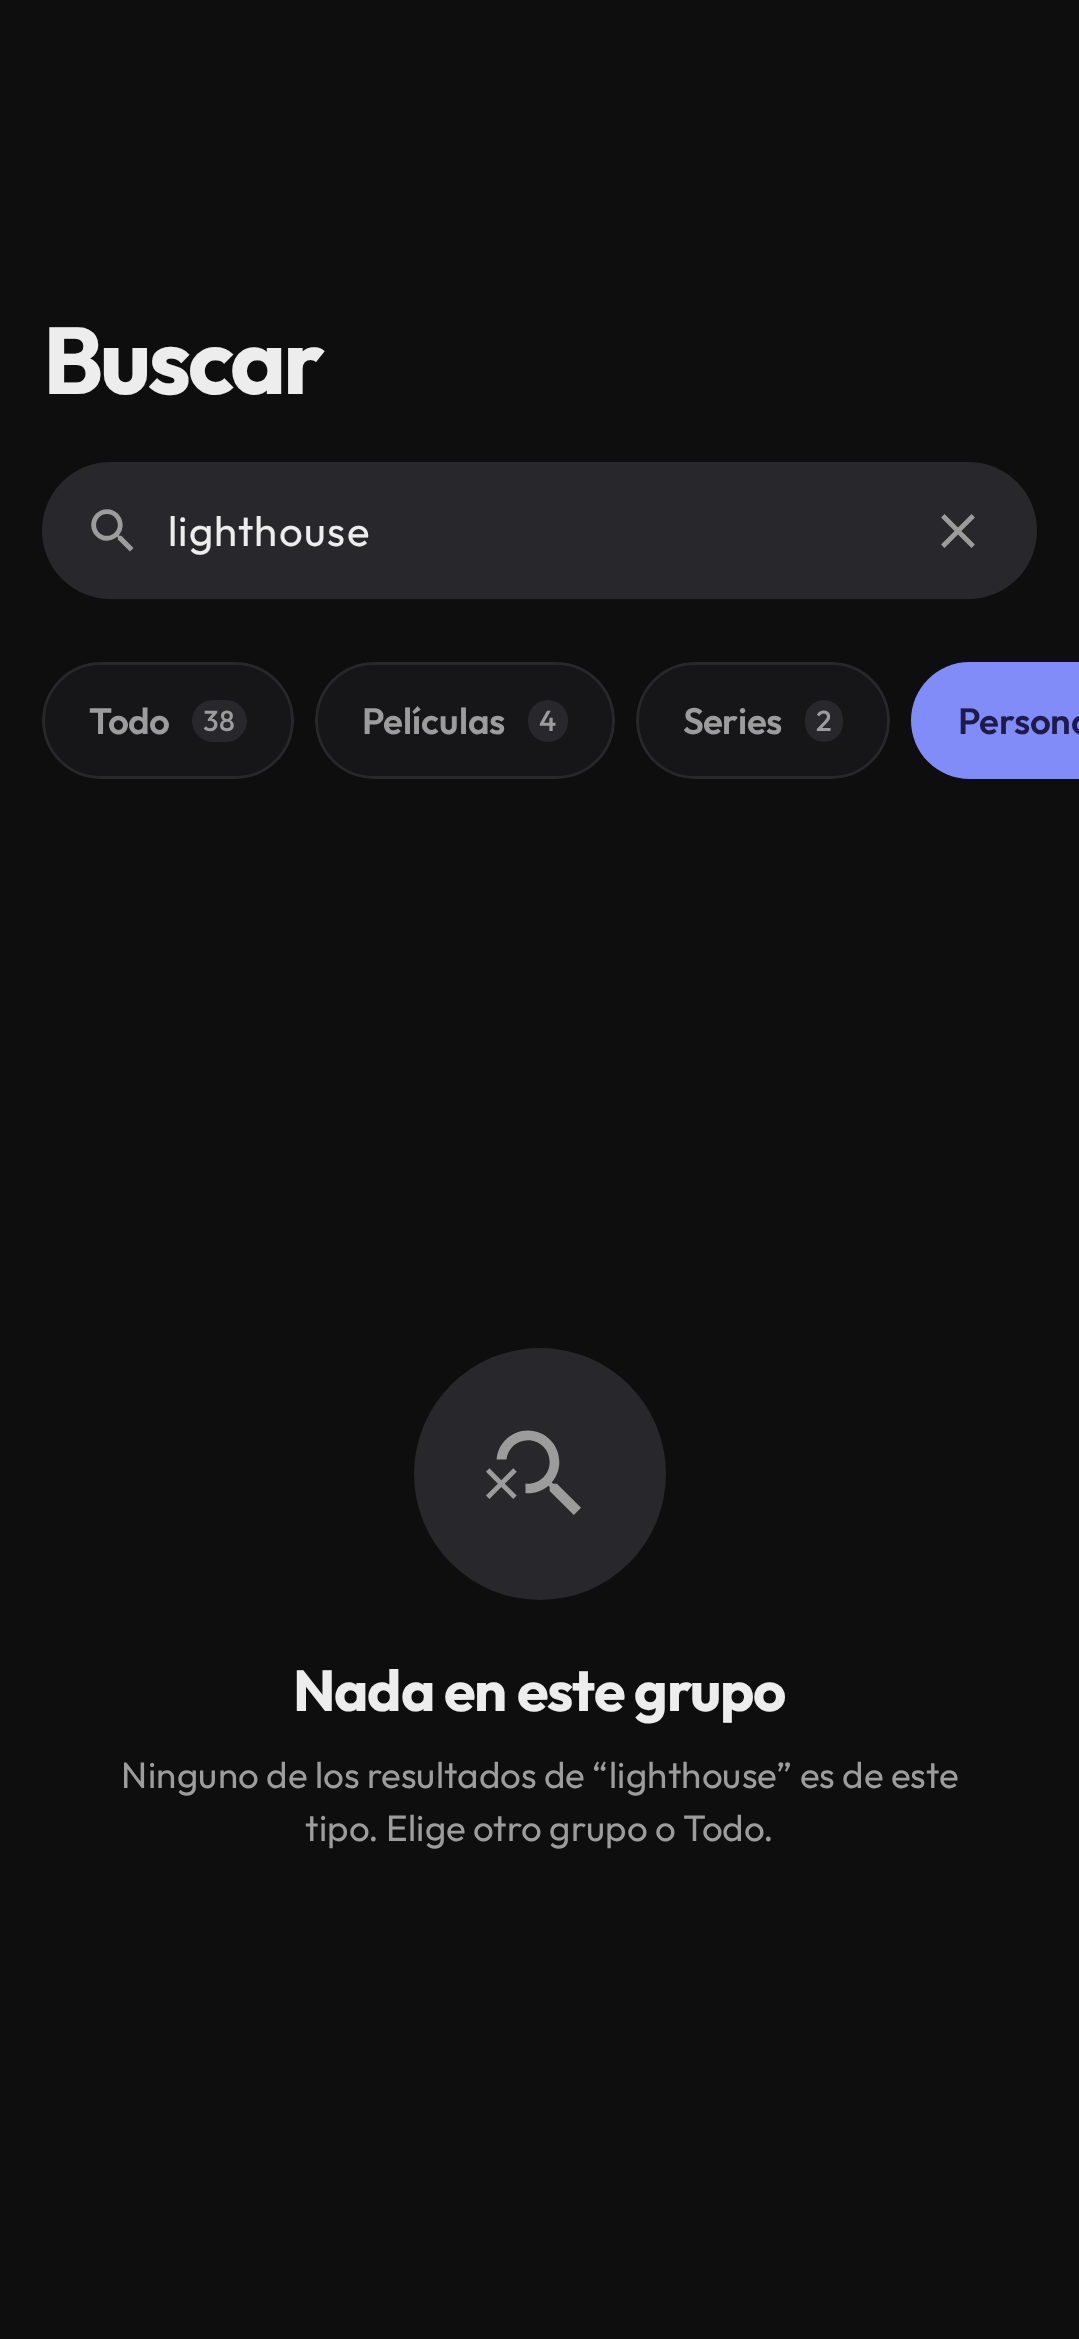 Buscar
lighthouse
Todo 38 Películas 4 Series 2
Nada en este grupo
Ninguno de los resultados de “lighthouse” es de este
tipo. Elige otro grupo o Todo.